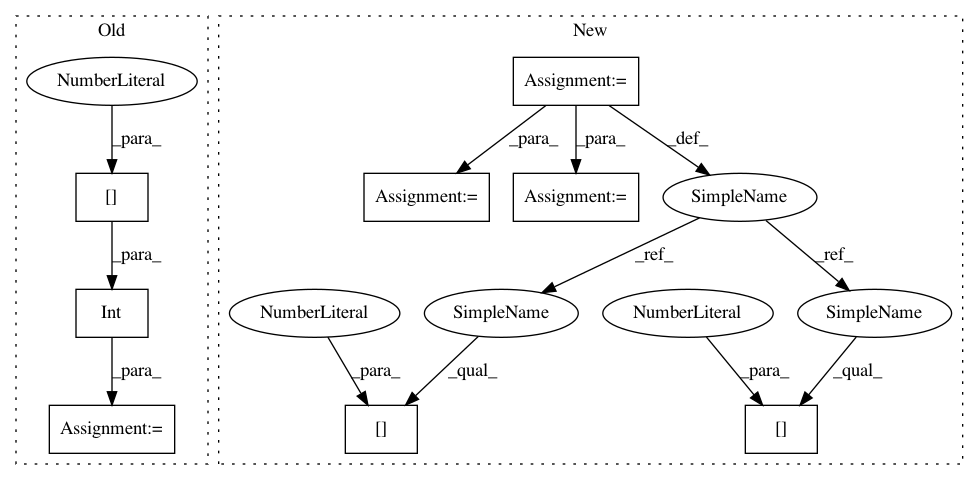 Old
New
NumberLiteral
Assignment:=
_para_
_para_
_para_
_def_
[]
Assignment:=
Assignment:=
SimpleName
_para_
_ref_
_ref_
Int
NumberLiteral
SimpleName
NumberLiteral
SimpleName
_para_
_para_
_qual_
_para_
_qual_
Assignment:=
[]
[]